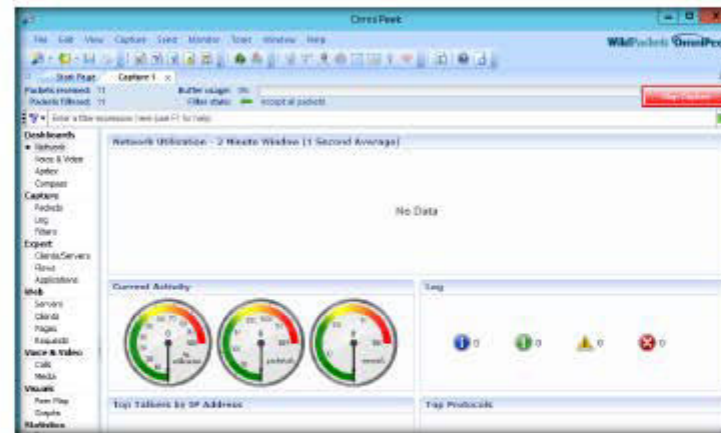 OmniPeek
File Edit View Capture Send Monitor Tools Window Help
WildPackets OmniPeek
Start Page Capture 1
Packets received: 11 Buffer usage: 0%
Packets filtered: 11 Filter state: Accept all packets
Enter a filter expression here (use F1 for help)
Dashboards
Network
Voice & Video
Apdex
Compass
Capture
Packets
Log
Filters
Expert
Clients/Servers
Flows
Applications
Web
Servers
Clients
Pages
Requests
Voice & Video
Calls
Media
Visuals
Peer Map
Graphs
Statistics
Network Utilization - 2 Minute Window (1 Second Average)
No Data
Current Activity
Log
0 0 0 0
Top Talkers by IP Address
Top Protocols